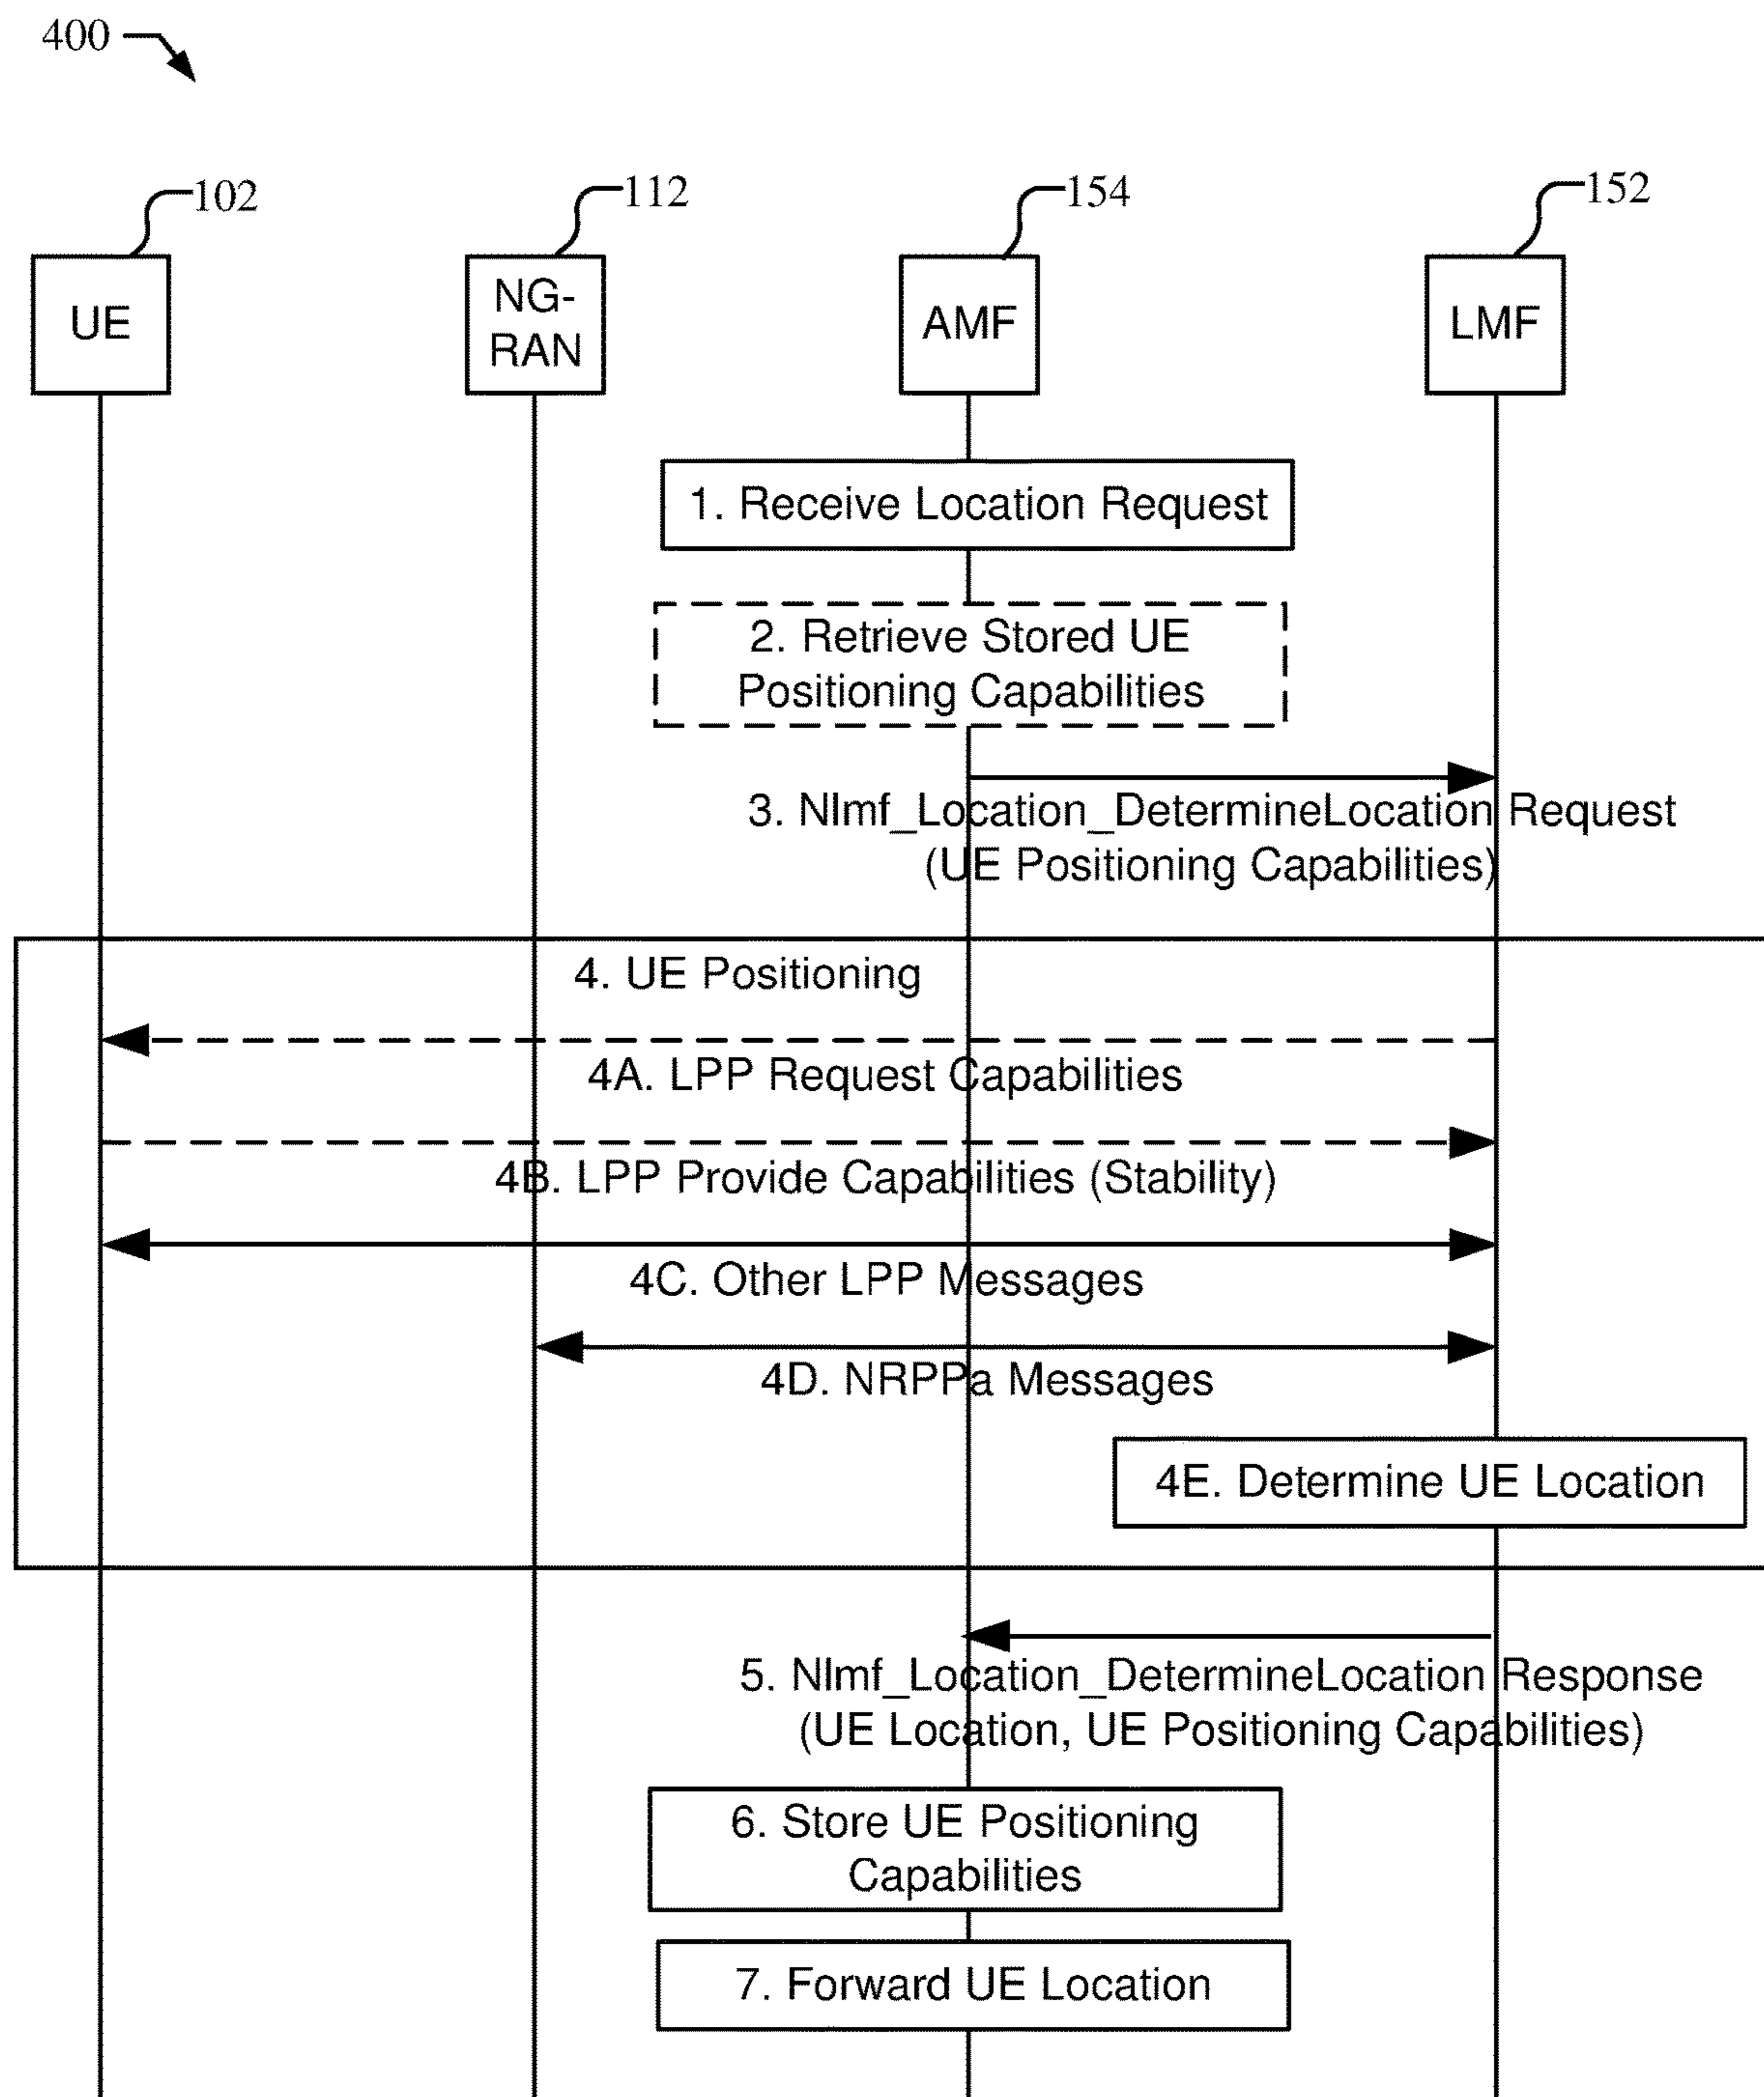 400
102
112
154
152
UE
NG-
RAN
AMF
LMF
1. Receive Location Request
2. Retrieve Stored UE
Positioning Capabilities
3. Nlmf_Location_DetermineLocation Request
(UE Positioning Capabilities)
4. UE Positioning
4A. LPP Request Capabilities
4B. LPP Provide Capabilities (Stability)
4C. Other LPP Messages
4D. NRPPa Messages
4E. Determine UE Location
5. Nlmf_Location_DetermineLocation Response
(UE Location, UE Positioning Capabilities)
6. Store UE Positioning
Capabilities
7. Forward UE Location